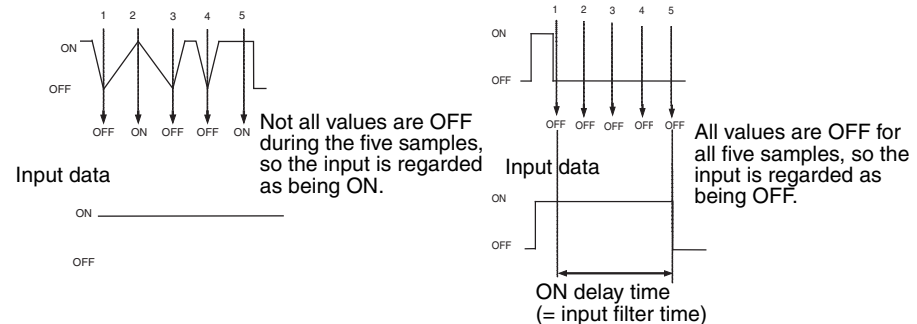 1 2 3 4 5
ON
OFF
OFF ON OFF OFF ON
Not all values are OFF
during the five samples,
so the input is regarded
as being ON.
Input data
ON
OFF
1 2 3 4 5
ON
OFF
OFF OFF OFF OFF OFF
All values are OFF for
all five samples, so the
input is regarded as
being OFF.
Input data
ON
OFF
ON delay time
(= input filter time)